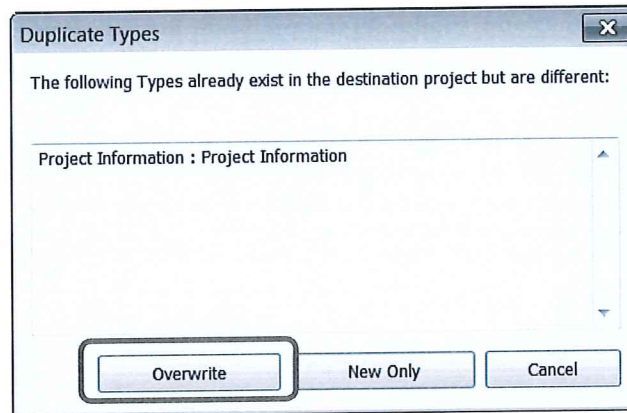 Duplicate Types
The following Types already exist in the destination project but are different:
Project Information : Project Information
Overwrite
New Only
Cancel